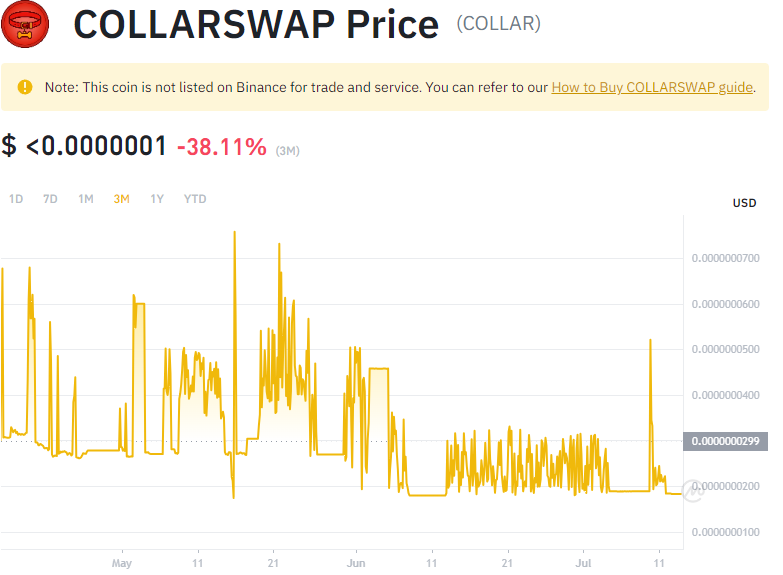 COLLARSWAP Price (COLLAR)
Note: This coin is not listed on Binance for trade and service. You can refer to our How to Buy COLLARSWAP guide.
$ <0.0000001 -38.11% (3M)
1D 7D 1M 3M 1Y YTD
USD
0.0000000700
0.0000000600
0.0000000500
0.0000000400
0.0000000299
0.0000000200
0.0000000100
May 11 21 Jun 11 21 Jul 11